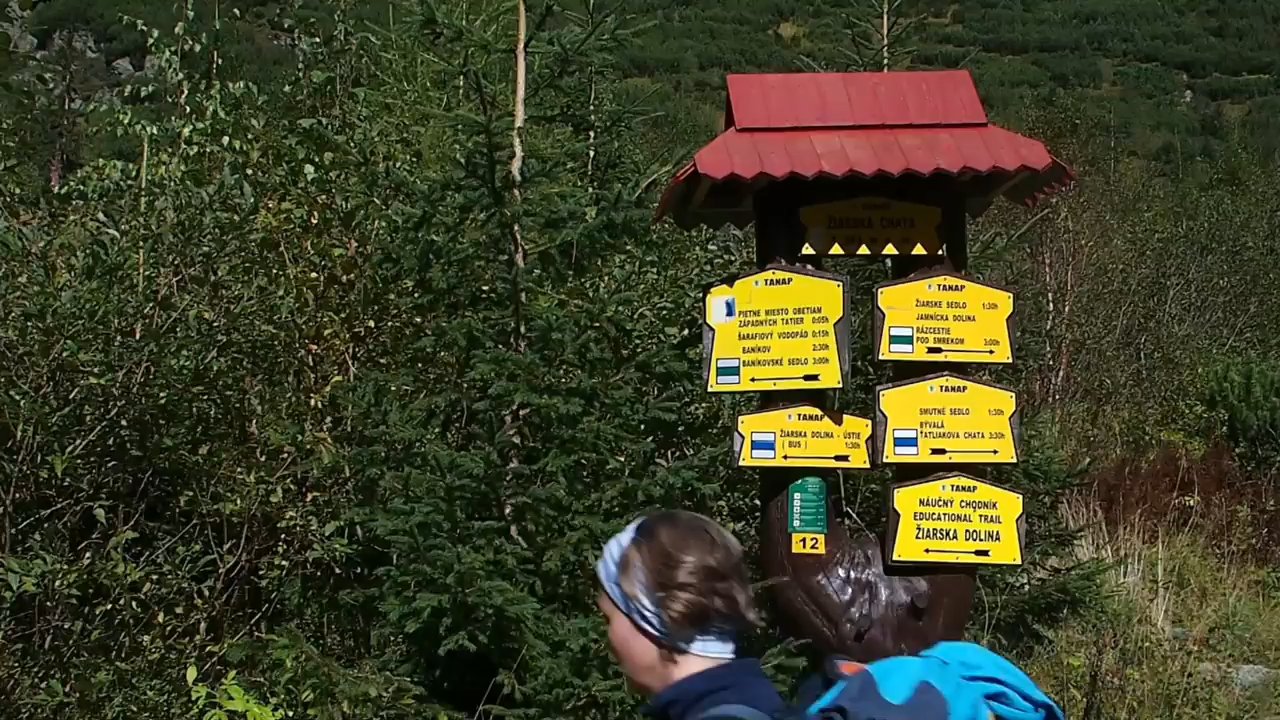 ŽIARSKA CHATA
TANAP
PIETNE MIESTO OBETIAM
ZÁPADNÝCH TATIER 0:05h
ŠARAFIOVÝ VODOPÁD 0:15h
BANÍKOV 2:30h
BANÍKOVSKÉ SEDLO 3:00h
TANAP
ŽIARSKE SEDLO 1:30h
JAMNÍCKA DOLINA
RÁZCESTIE
POD SMREKOM 3:00h
TANAP
ŽIARSKA DOLINA - ÚSTIE
( BUS ) 1:30h
TANAP
SMUTNÉ SEDLO 1:30h
BÝVALÁ
ŤATLIAKOVA CHATA 3:30h
TANAP
NÁUČNÝ CHODNÍK
EDUCATIONAL TRAIL
ŽIARSKA DOLINA
12